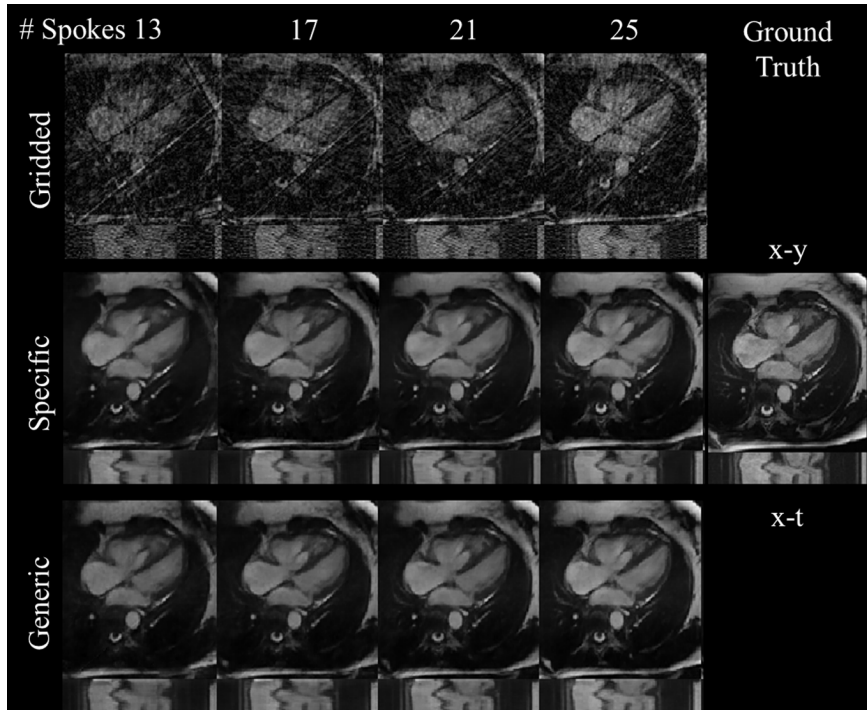 # Spokes 13 17 21 25 Ground Truth
Gridded
x-y
Specific
x-t
Generic